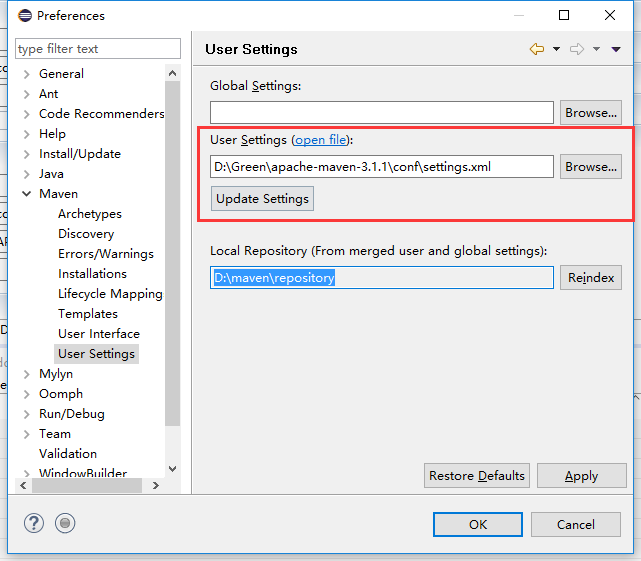 Preferences
type filter text
General
Ant
Code Recommenders
Help
Install/Update
Java
Maven
Archetypes
Discovery
Errors/Warnings
Installations
Lifecycle Mapping
Templates
User Interface
User Settings
Mylyn
Oomph
Run/Debug
Team
Validation
WindowBuilder
User Settings
Global Settings:
Browse...
User Settings (open file):
D:\Green\apache-maven-3.1.1\conf\settings.xml
Browse...
Update Settings
Local Repository (From merged user and global settings):
D:\maven\repository
Reindex
Restore Defaults
Apply
?
OK
Cancel